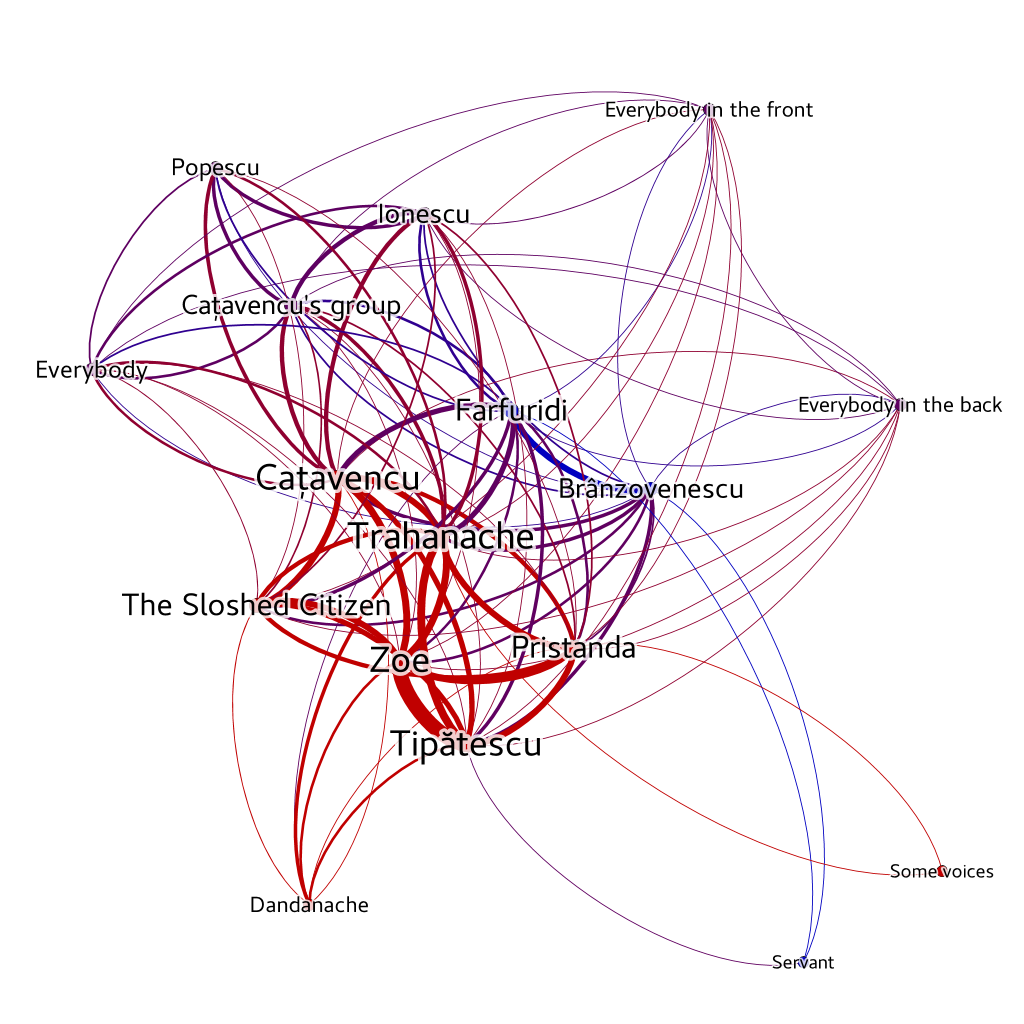 Everybody in the front
Popescu
Ionescu
Catavencu's group
Everybody
Farfuridi
Everybody in the back
Cațavencu
Brânzovenescu
Trahanache
The Sloshed Citizen
Pristanda
Zoe
Tipătescu
Some voices
Dandanache
Servant